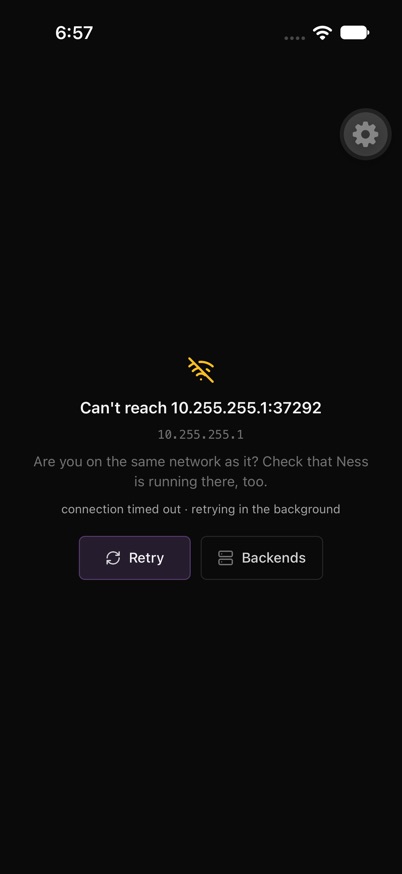 6:57
Can't reach 10.255.255.1:37292
10.255.255.1
Are you on the same network as it? Check that Ness
is running there, too.
connection timed out · retrying in the background
Retry
Backends